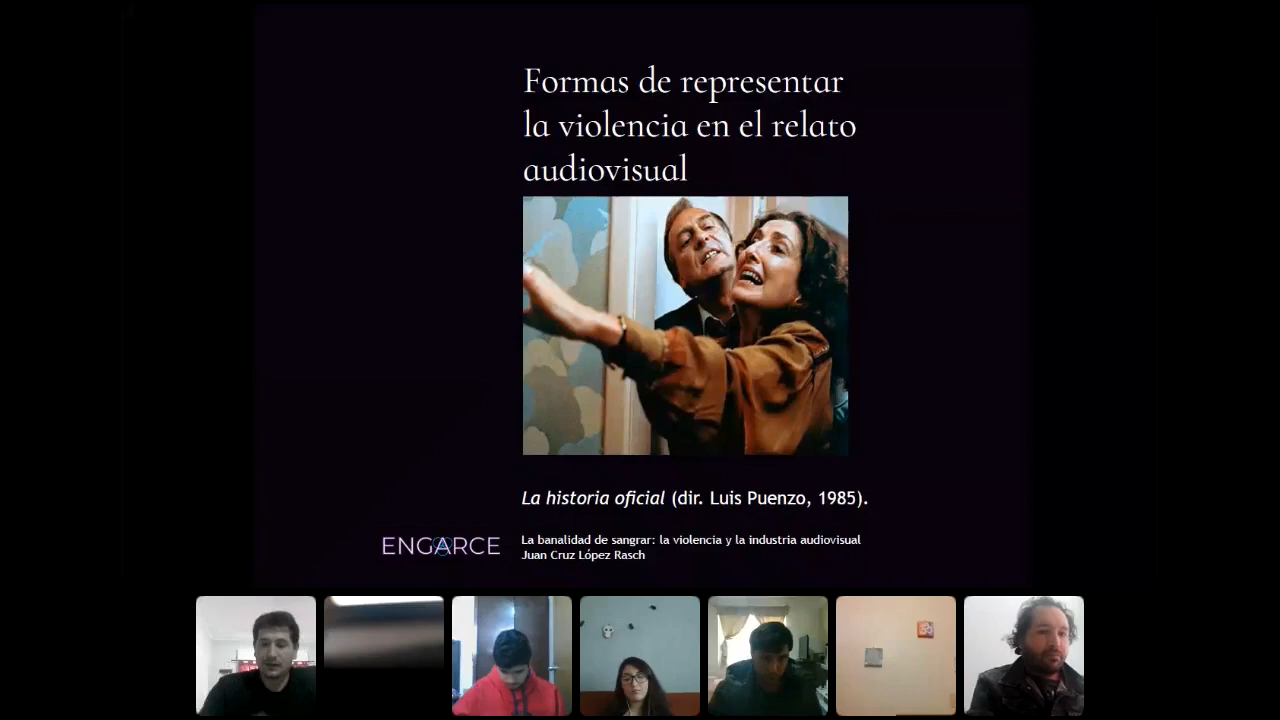 Formas de representar
la violencia en el relato
audiovisual
La historia oficial (dir. Luis Puenzo, 1985).
ENGARCE
La banalidad de sangrar: la violencia y la industria audiovisual
Juan Cruz López Rasch